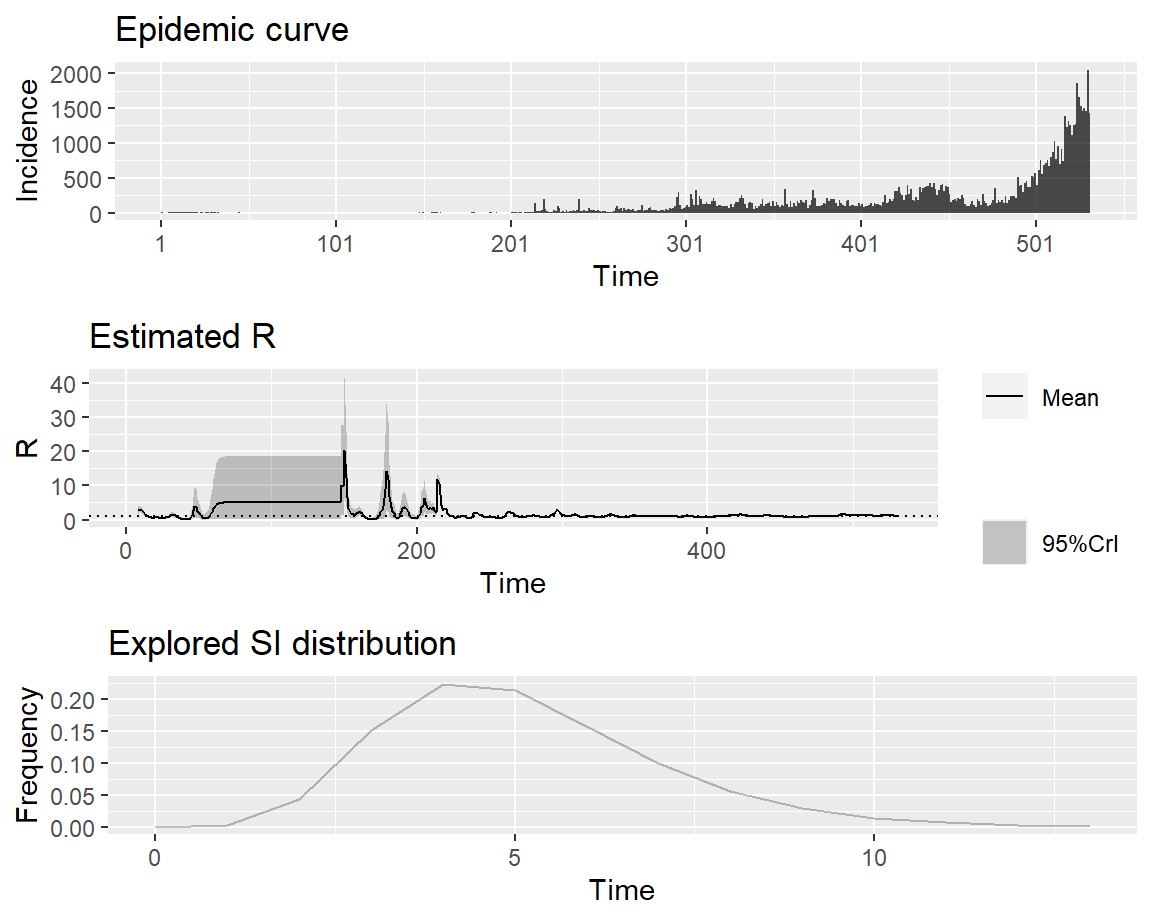 Epidemic curve
Incidence
2000
1500
1000
500
0
1 101 201 301 401 501
Time
Estimated R
R
40
30
20
10
0
0 200 400
Time
Mean
95%CrI
Explored SI distribution
Frequency
0.20
0.15
0.10
0.05
0.00
0 5 10
Time